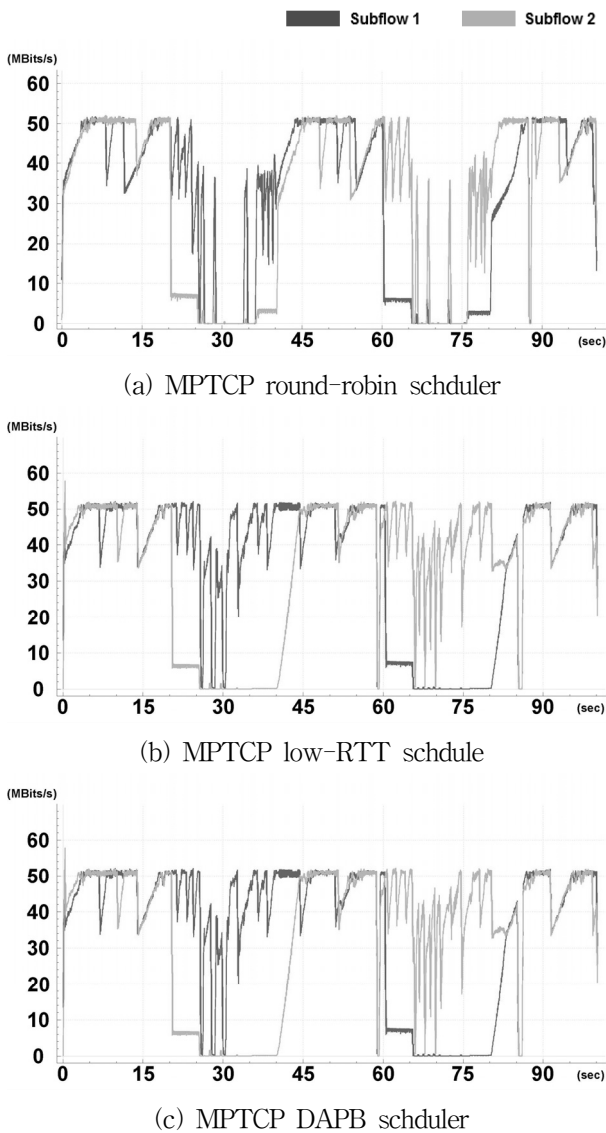 Subflow 1 Subflow 2
(MBits/s)
60
50
40
30
20
10
0
0 15 30 45 60 75 90 (sec)
(a) MPTCP round-robin schduler
(MBits/s)
60
50
40
30
20
10
0
0 15 30 45 60 75 90 (sec)
(b) MPTCP low-RTT schdule
(MBits/s)
60
50
40
30
20
10
0
0 15 30 45 60 75 90 (sec)
(c) MPTCP DAPB schduler